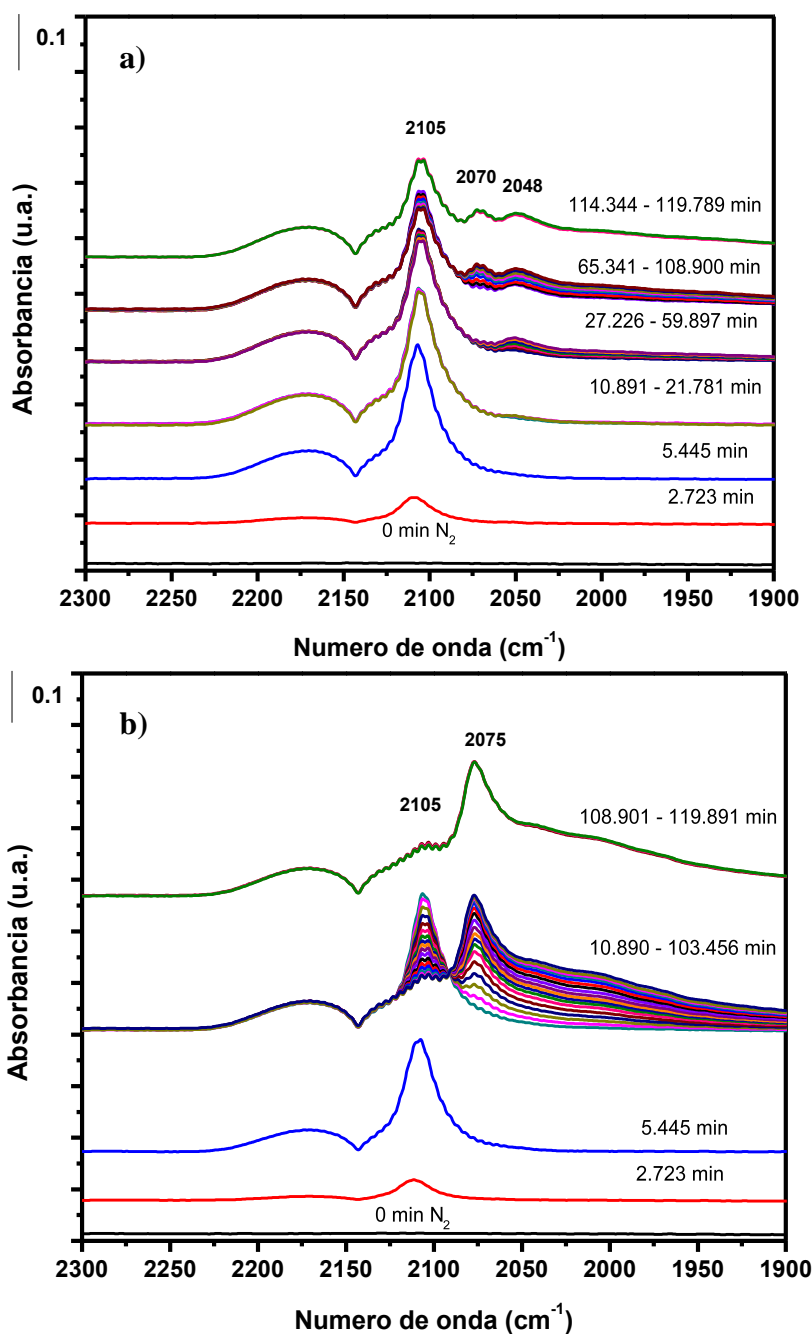 0.1
a)
2105
2070
2048
114.344 - 119.789 min
65.341 - 108.900 min
27.226 - 59.897 min
10.891 - 21.781 min
5.445 min
2.723 min
0 min N₂
Absorbancia (u.a.)
2300 2250 2200 2150 2100 2050 2000 1950 1900
Numero de onda (cm⁻¹)
0.1
b)
2075
2105
108.901 - 119.891 min
10.890 - 103.456 min
5.445 min
2.723 min
0 min N₂
Absorbancia (u.a.)
2300 2250 2200 2150 2100 2050 2000 1950 1900
Numero de onda (cm⁻¹)